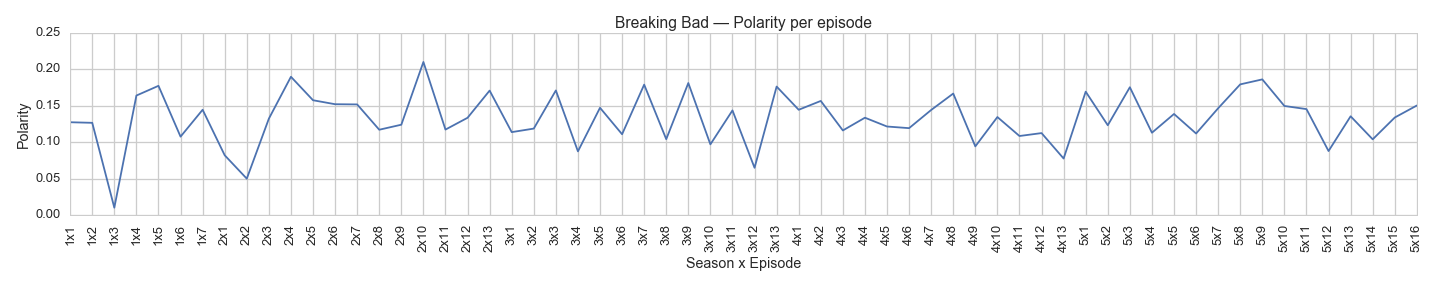 Breaking Bad — Polarity per episode
0.25
0.20
0.15
0.10
0.05
0.00
Polarity
1x1 1x2 1x3 1x4 1x5 1x6 1x7 2x1 2x2 2x3 2x4 2x5 2x6 2x7 2x8 2x9 2x10 2x11 2x12 2x13 3x1 3x2 3x3 3x4 3x5 3x6 3x7 3x8 3x9 3x10 3x11 3x12 3x13 4x1 4x2 4x3 4x4 4x5 4x6 4x7 4x8 4x9 4x10 4x11 4x12 4x13 5x1 5x2 5x3 5x4 5x5 5x6 5x7 5x8 5x9 5x10 5x11 5x12 5x13 5x14 5x15 5x16
Season x Episode